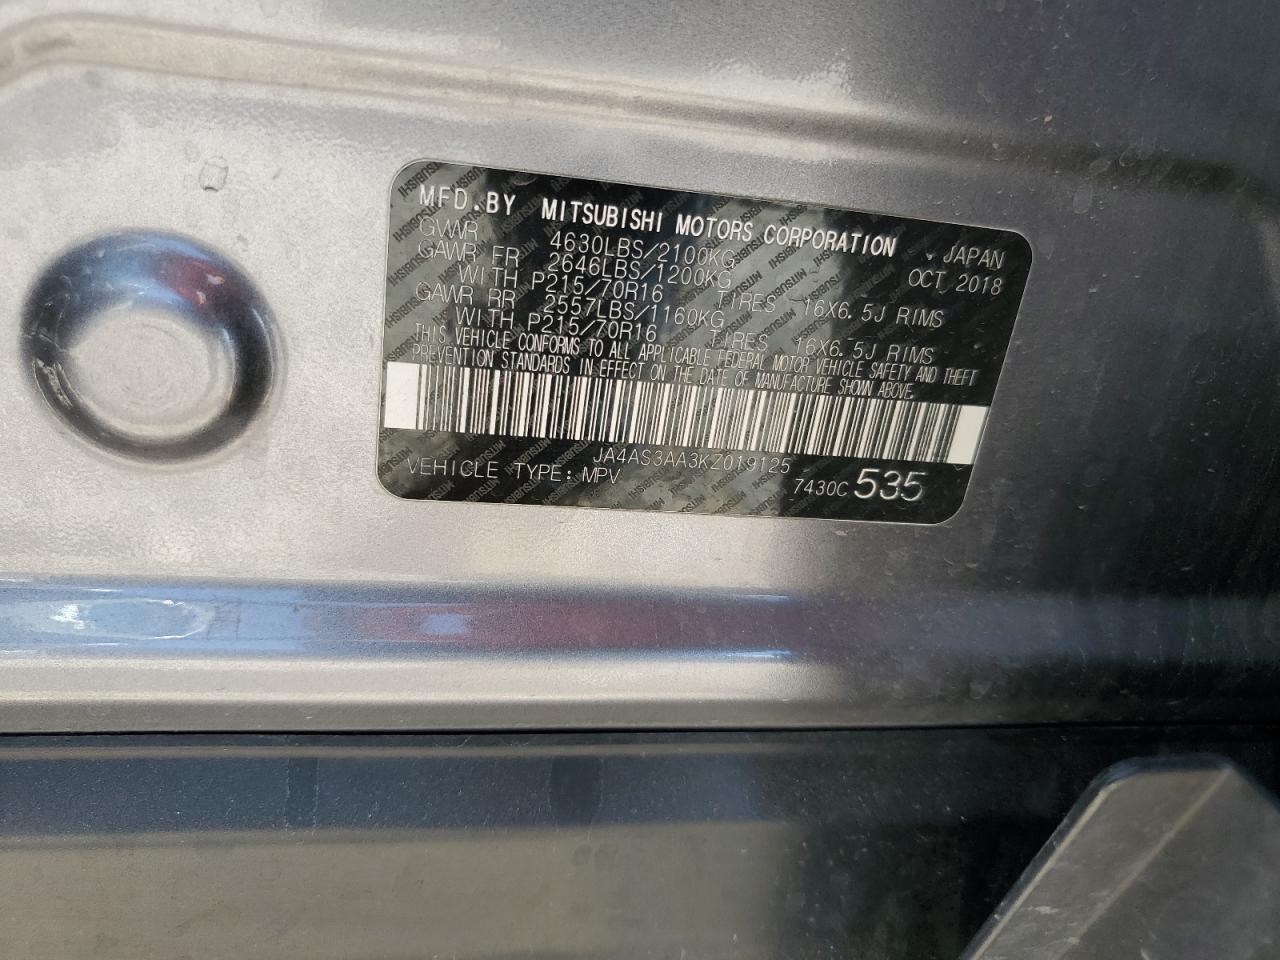 MFD.BY MITSUBISHI MOTORS CORPORATION JAPAN
GVWR 4630LBS/2100KG OCT, 2018
GAWR FR 2646LBS/1200KG
WITH P215/70R16 TIRES 16X6.5J RIMS
GAWR RR 2557LBS/1160KG
WITH P215/70R16 TIRES 16X6.5J RIMS
THIS VEHICLE CONFORMS TO ALL APPLICABLE FEDERAL MOTOR VEHICLE SAFETY AND THEFT
PREVENTION STANDARDS IN EFFECT ON THE DATE OF MANUFACTURE SHOWN ABOVE.
JA4AS3AA3KZ019125
VEHICLE TYPE: MPV
7430C 535